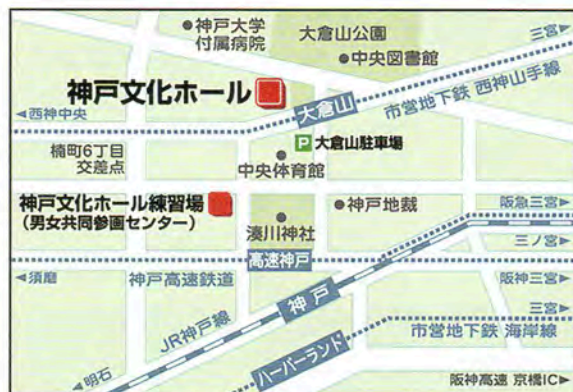 ●神戸大学
付属病院
大倉山公園
●中央図書館
三宮▶
神戸文化ホール
大倉山
市営地下鉄 西神山手線
◀西神中央
P 大倉山駐車場
楠町6丁目
交差点
中央体育館
神戸文化ホール練習場
(男女共同参画センター)
●神戸地裁
阪急三宮▶
湊川神社
三ノ宮▶
高速神戸
◀須磨
神戸高速鉄道
阪神三宮▶
神戸
三宮▶
JR神戸線
市営地下鉄 海岸線
ハーバーランド
◀明石
阪神高速 京橋IC▶